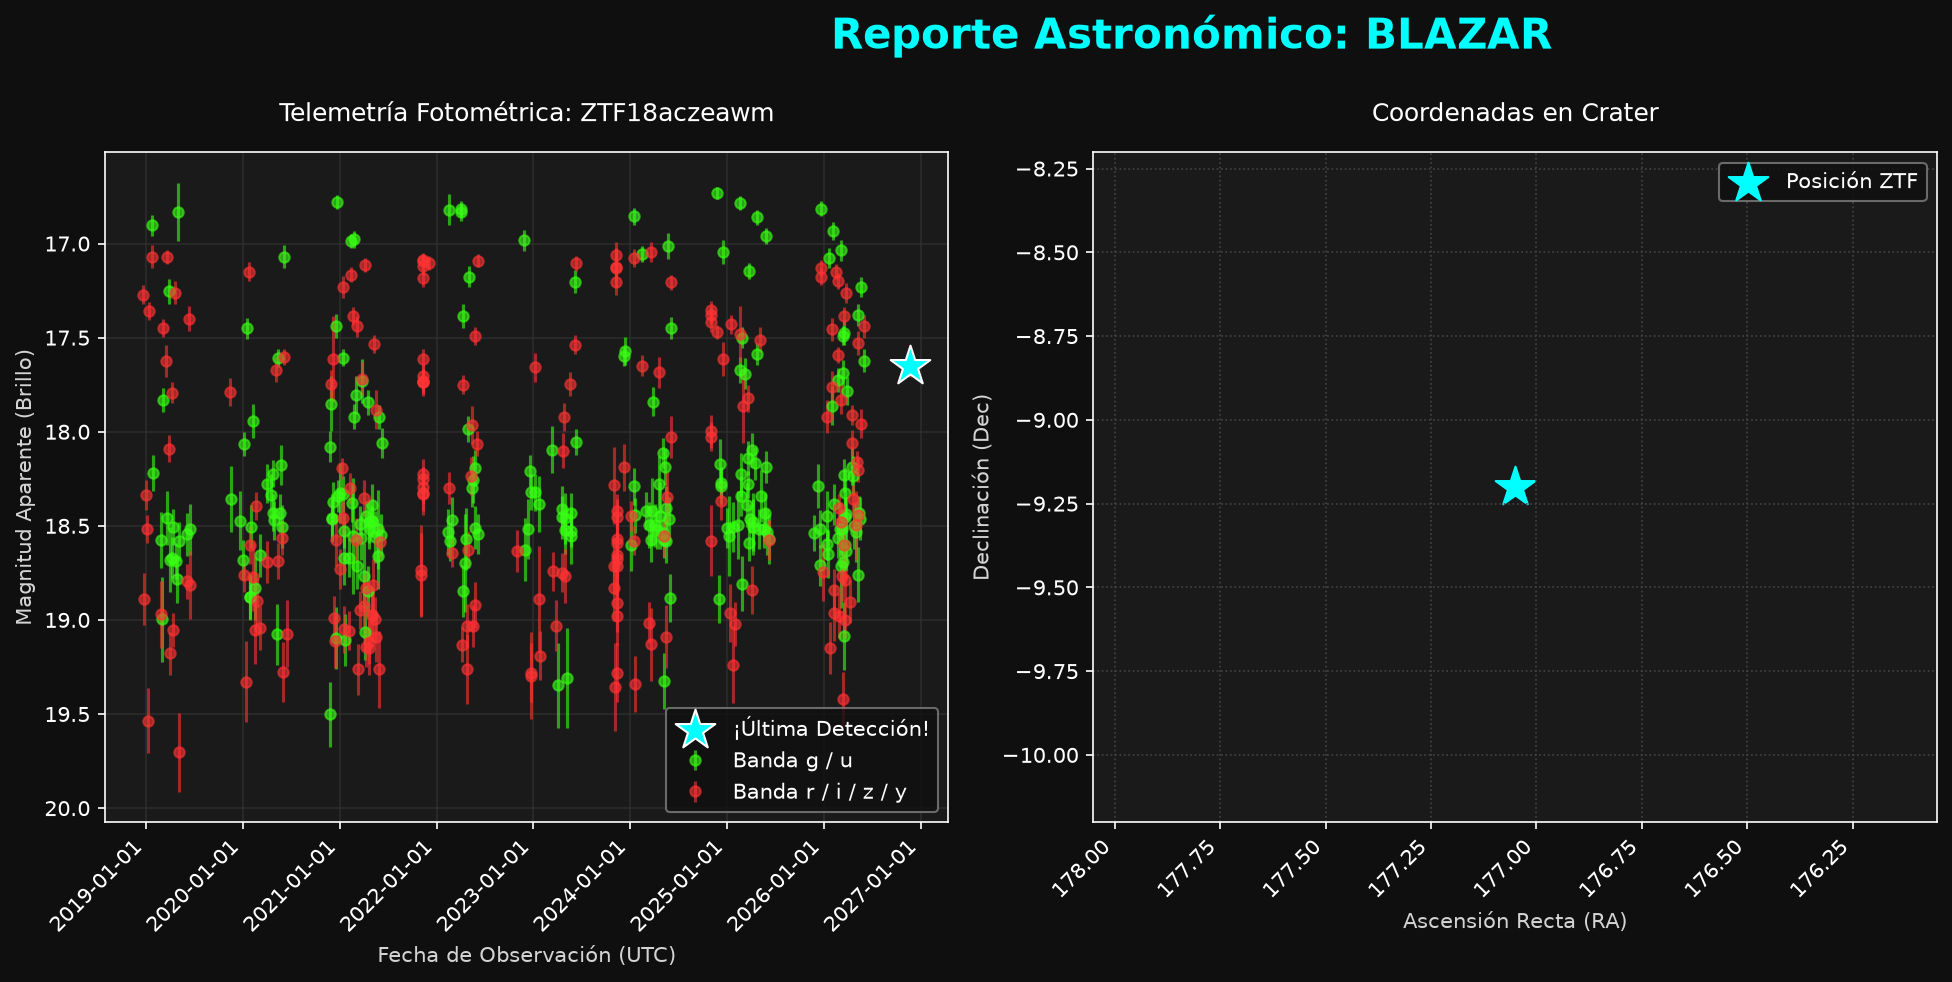 Reporte Astronómico: BLAZAR
Telemetría Fotométrica: ZTF18aczeawm
Magnitud Aparente (Brillo)
17.0
17.5
18.0
18.5
19.0
19.5
20.0
¡Última Detección!
Banda g / u
Banda r / i / z / y
2019-01-01
2020-01-01
2021-01-01
2022-01-01
2023-01-01
2024-01-01
2025-01-01
2026-01-01
2027-01-01
Fecha de Observación (UTC)
Coordenadas en Crater
Declinación (Dec)
−8.25
−8.50
−8.75
−9.00
−9.25
−9.50
−9.75
−10.00
Posición ZTF
178.00
177.75
177.50
177.25
177.00
176.75
176.50
176.25
Ascensión Recta (RA)